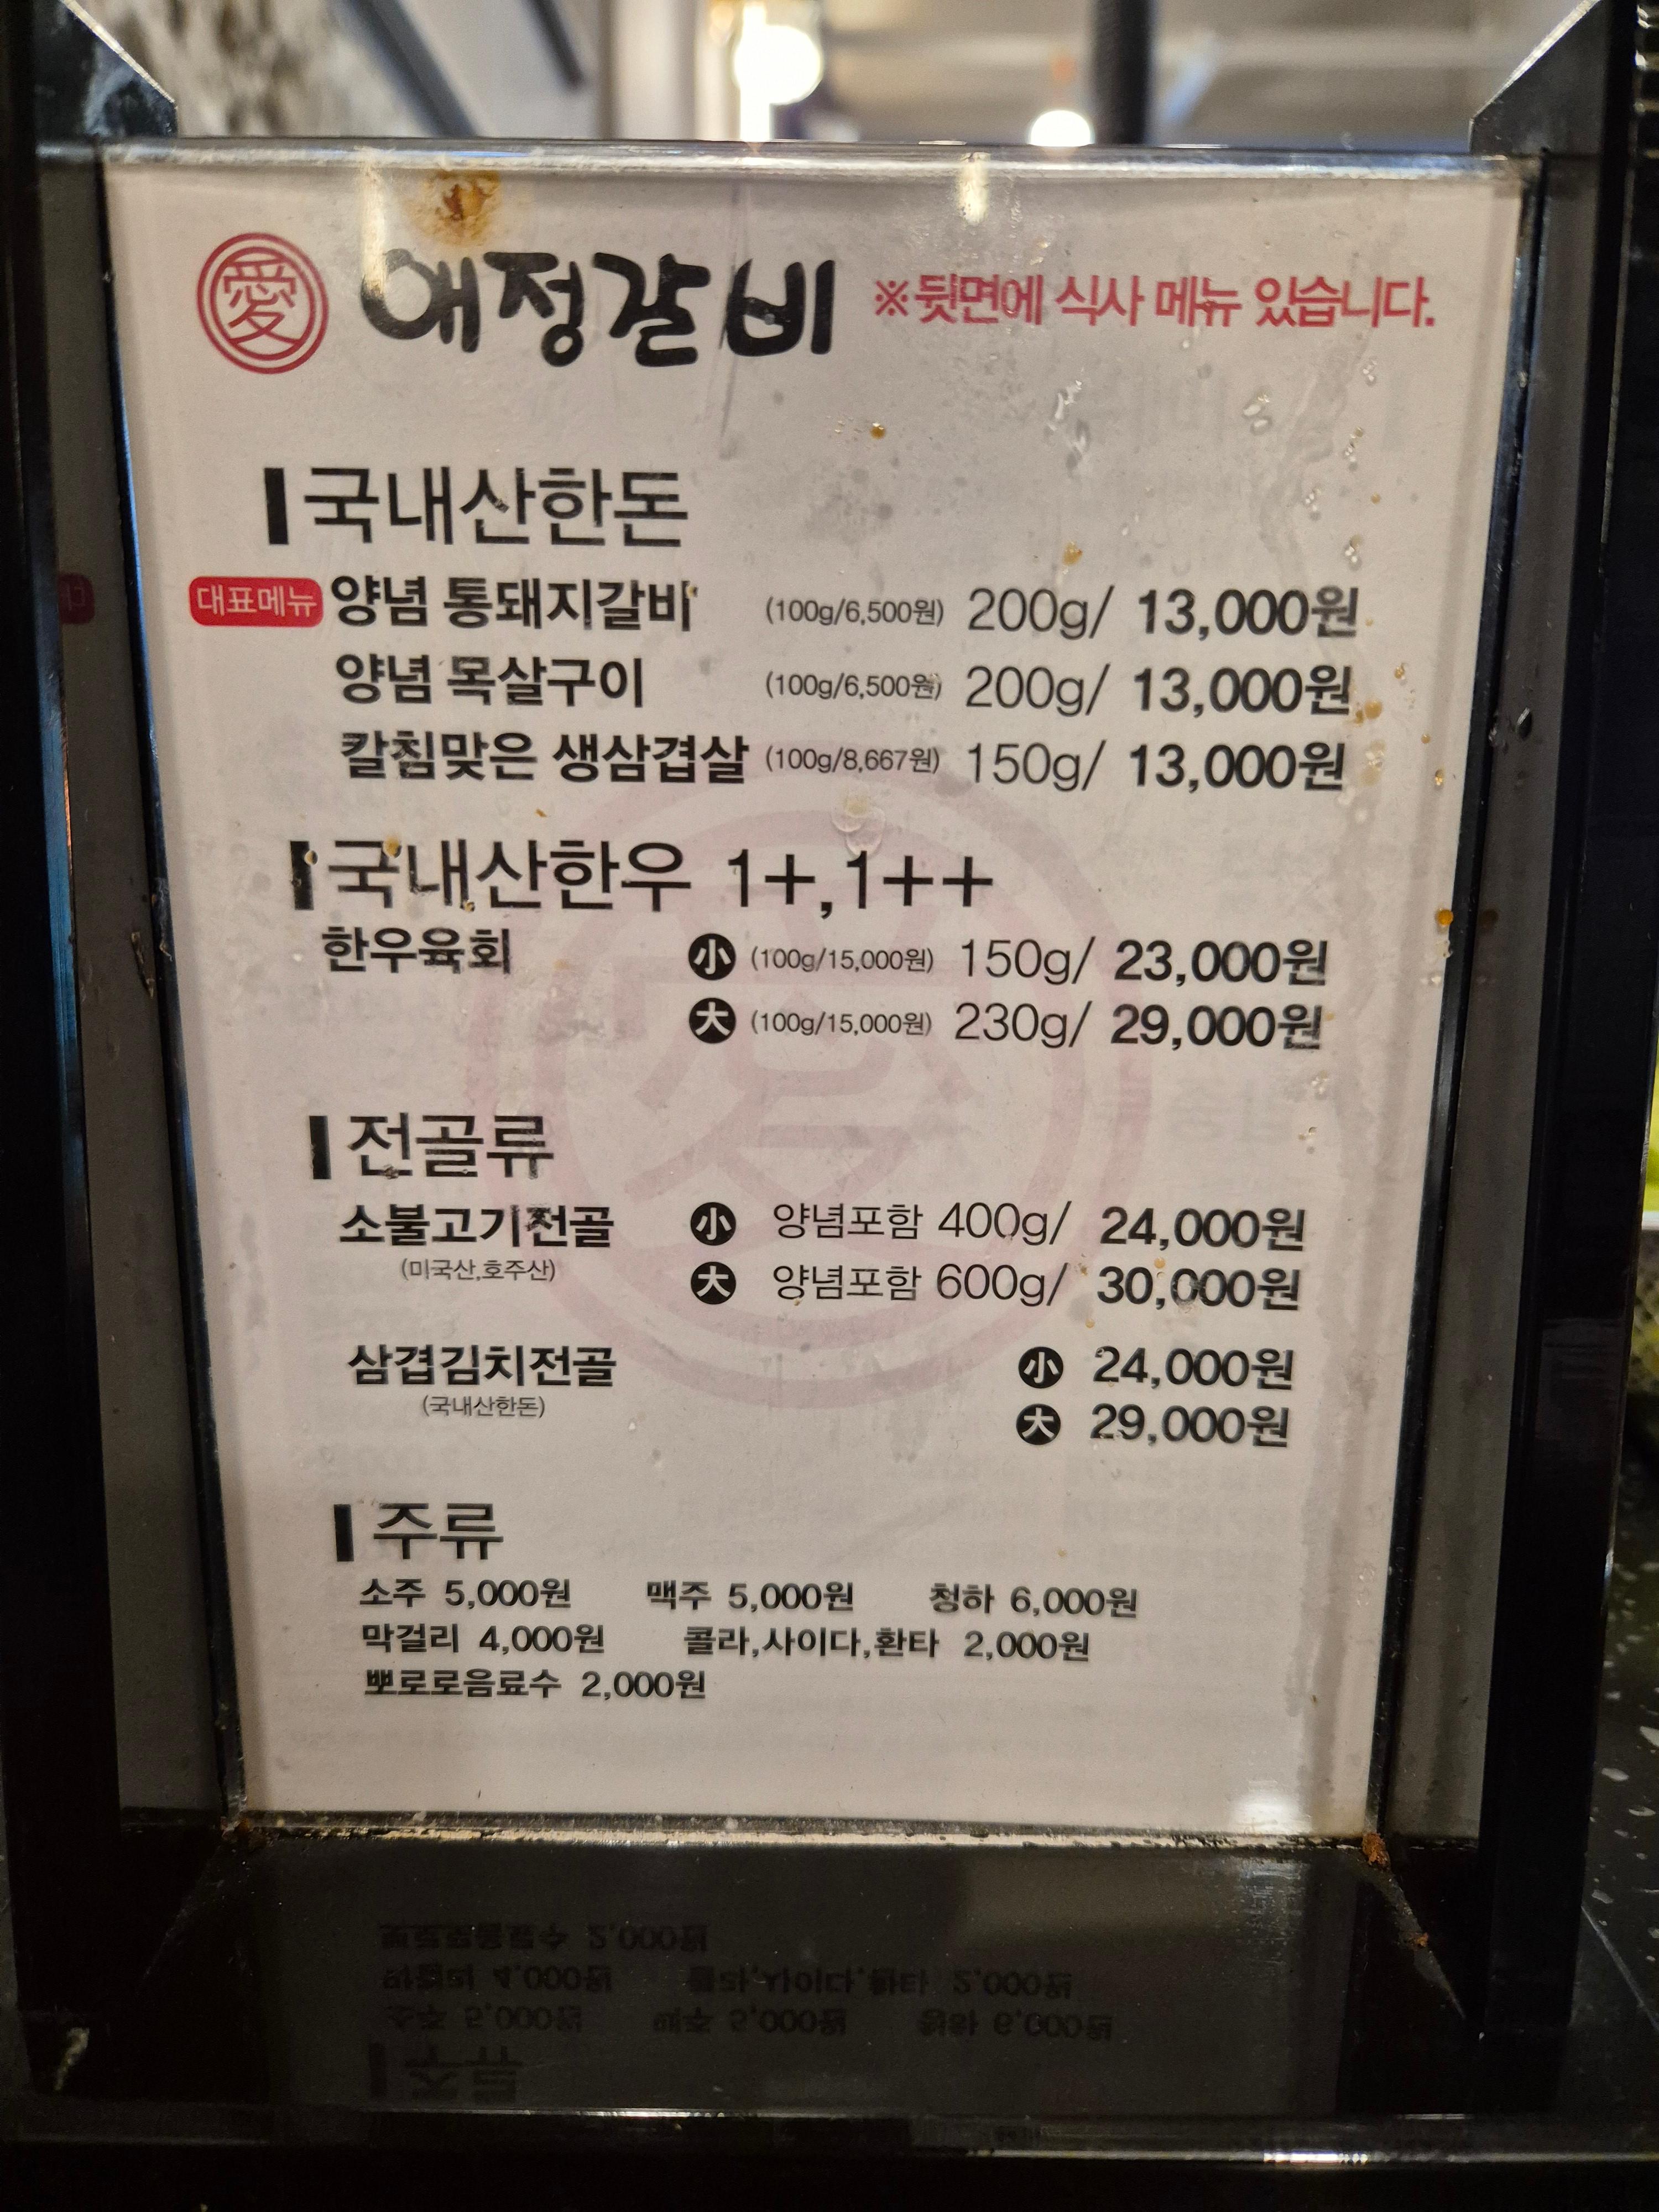 愛 애정갈비 ※뒷면에 식사 메뉴 있습니다.
국내산한돈
대표메뉴 양념 통돼지갈비 (100g/6,500원) 200g/ 13,000원
양념 목살구이 (100g/6,500원) 200g/ 13,000원
칼침맞은 생삼겹살 (100g/8,667원) 150g/ 13,000원
국내산한우 1+,1++
한우육회 小 (100g/15,000원) 150g/ 23,000원
大 (100g/15,000원) 230g/ 29,000원
전골류
소불고기전골 小 양념포함 400g/ 24,000원
(미국산,호주산)
大 양념포함 600g/ 30,000원
삼겹김치전골 小 24,000원
(국내산한돈)
大 29,000원
주류
소주 5,000원 맥주 5,000원 청하 6,000원
막걸리 4,000원 콜라,사이다,환타 2,000원
뽀로로음료수 2,000원